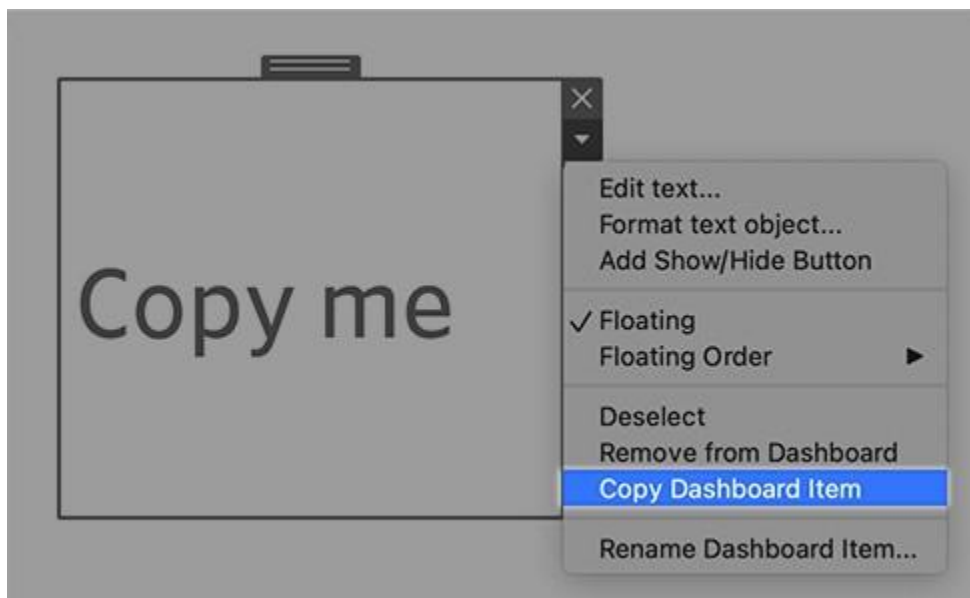 Copy me
Edit text...
Format text object...
Add Show/Hide Button
Floating
Floating Order
Deselect
Remove from Dashboard
Copy Dashboard Item
Rename Dashboard Item...